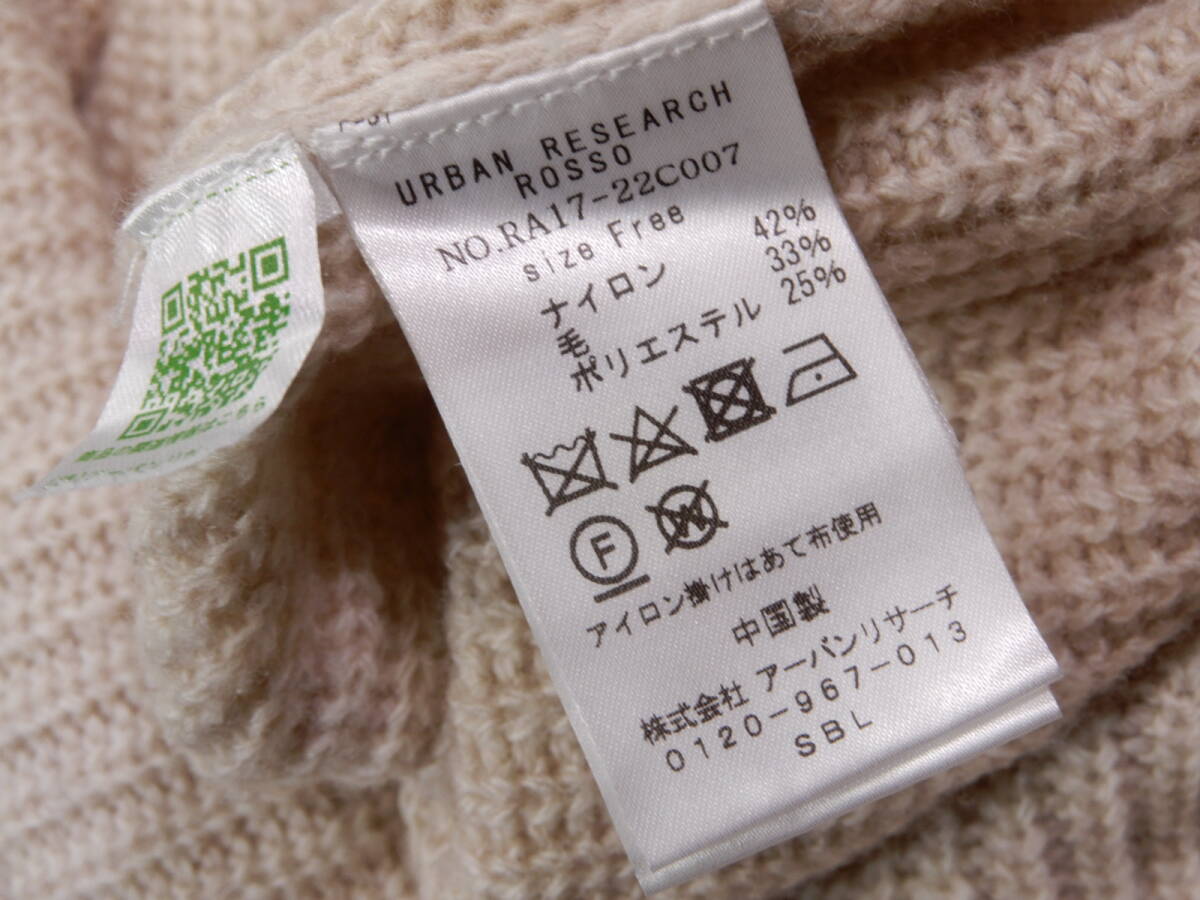 URBAN RESEARCH
ROSSO
NO.RA17-22C007
size Free
ナイロン 42%
毛 33%
ポリエステル 25%
F
W
アイロン掛けはあて布使用
中国製
株式会社 アーバンリサーチ
0120-967-013
SBL